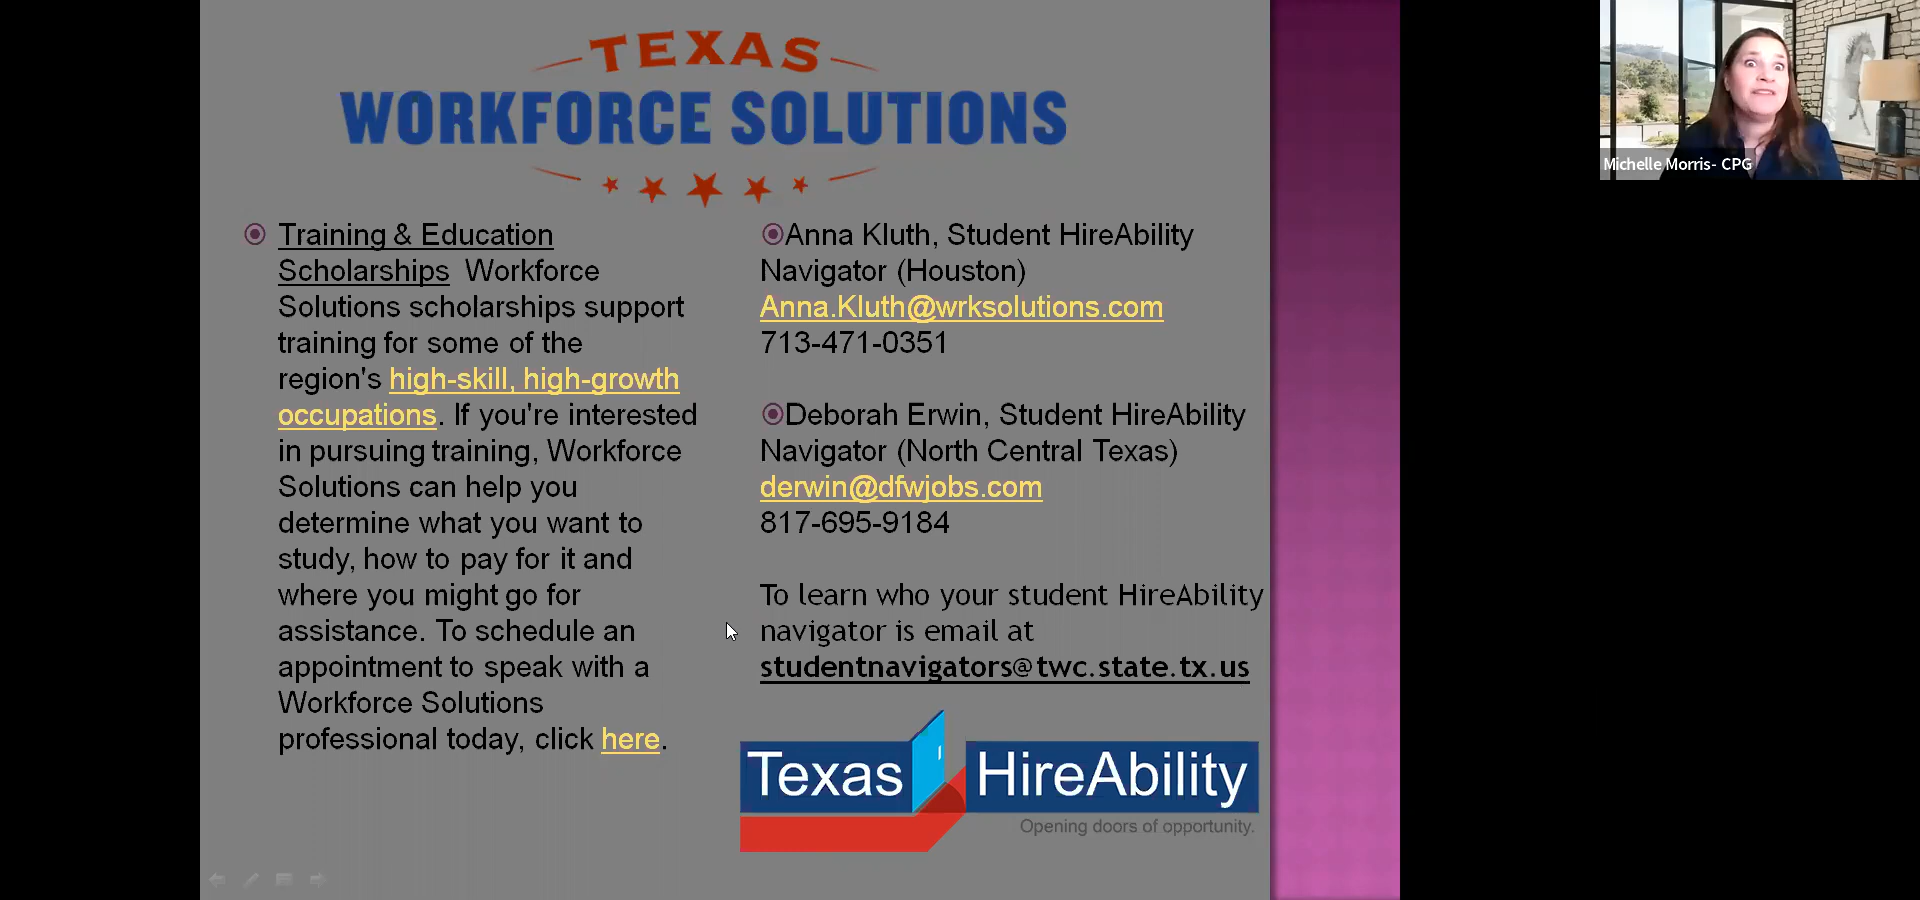 TEXAS
WORKFORCE SOLUTIONS
Training & Education
Scholarships Workforce
Solutions scholarships support
training for some of the
region's high-skill, high-growth
occupations. If you're interested
in pursuing training, Workforce
Solutions can help you
determine what you want to
study, how to pay for it and
where you might go for
assistance. To schedule an
appointment to speak with a
Workforce Solutions
professional today, click here.
Anna Kluth, Student HireAbility
Navigator (Houston)
Anna.Kluth@wrksolutions.com
713-471-0351
Deborah Erwin, Student HireAbility
Navigator (North Central Texas)
derwin@dfwjobs.com
817-695-9184
To learn who your student HireAbility
navigator is email at
studentnavigators@twc.state.tx.us
Texas HireAbility
Opening doors of opportunity.
Michelle Morris- CPG